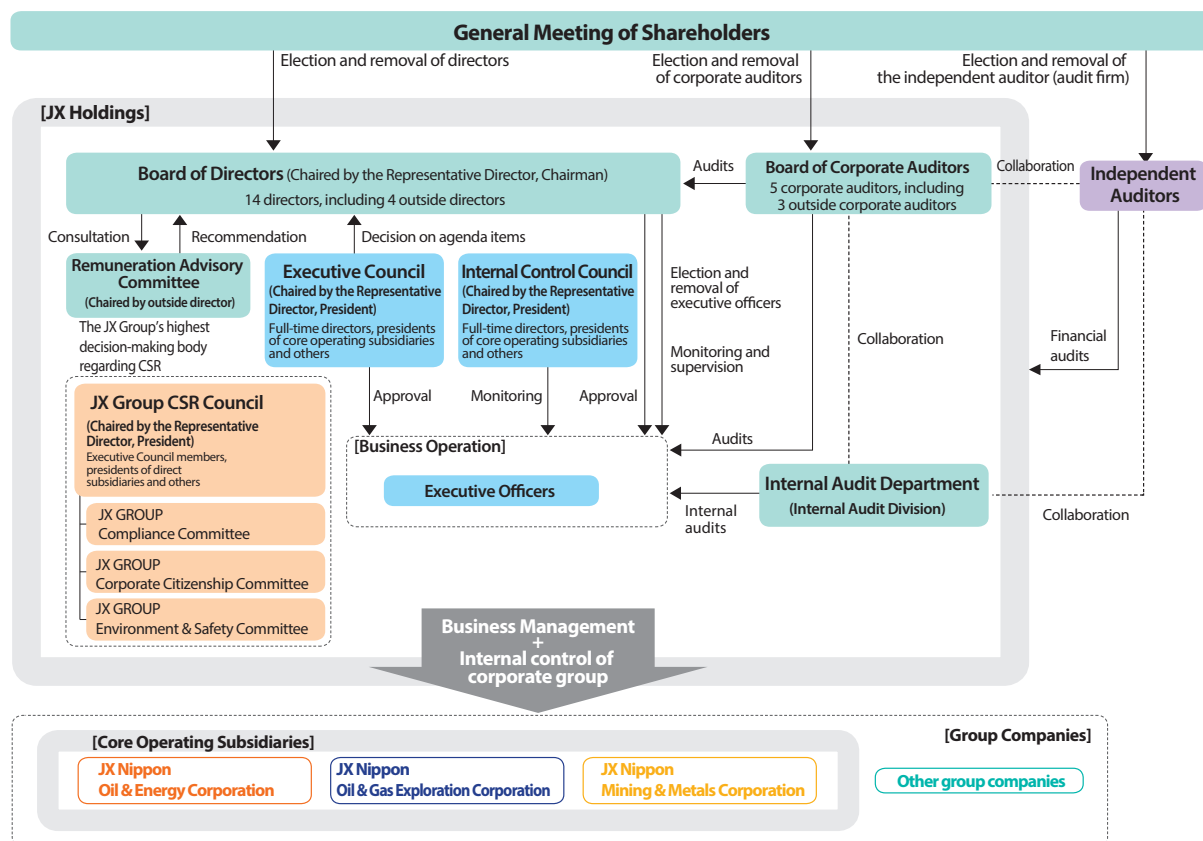 General Meeting of Shareholders
Election and removal of directors
Election and removal
of corporate auditors
Election and removal of
the independent auditor (audit firm)
[JX Holdings]
Board of Directors (Chaired by the Representative Director, Chairman)
14 directors, including 4 outside directors
Audits
Board of Corporate Auditors
5 corporate auditors, including
3 outside corporate auditors
Collaboration
Independent
Auditors
Consultation
Recommendation
Decision on agenda items
Remuneration Advisory
Committee
(Chaired by outside director)
Executive Council
(Chaired by the Representative
Director, President)
Full-time directors, presidents
of core operating subsidiaries
and others
Internal Control Council
(Chaired by the Representative
Director, President)
Full-time directors, presidents
of core operating subsidiaries
and others
Election and
removal of
executive officers
Monitoring and
supervision
Collaboration
Financial
audits
The JX Group's highest
decision-making body
regarding CSR
JX Group CSR Council
(Chaired by the Representative
Director, President)
Executive Council members,
presidents of direct
subsidiaries and others
JX GROUP
Compliance Committee
JX GROUP
Corporate Citizenship Committee
JX GROUP
Environment & Safety Committee
Approval
Monitoring
Approval
[Business Operation]
Executive Officers
Audits
Internal
audits
Internal Audit Department
(Internal Audit Division)
Collaboration
Business Management
+
Internal control of
corporate group
[Core Operating Subsidiaries]
[Group Companies]
JX Nippon
Oil & Energy Corporation
JX Nippon
Oil & Gas Exploration Corporation
JX Nippon
Mining & Metals Corporation
Other group companies